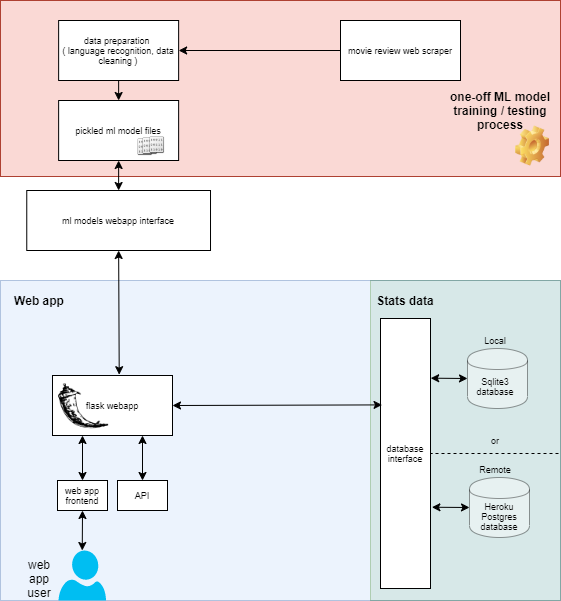 data preparation
( language recognition, data
cleaning )
movie review web scraper
one-off ML model
training / testing
process
pickled ml model files
ml models webapp interface
Web app
Stats data
Local
Sqlite3
database
flask webapp
or
database
interface
Remote
web app
frontend
API
Heroku
Postgres
database
web
app
user